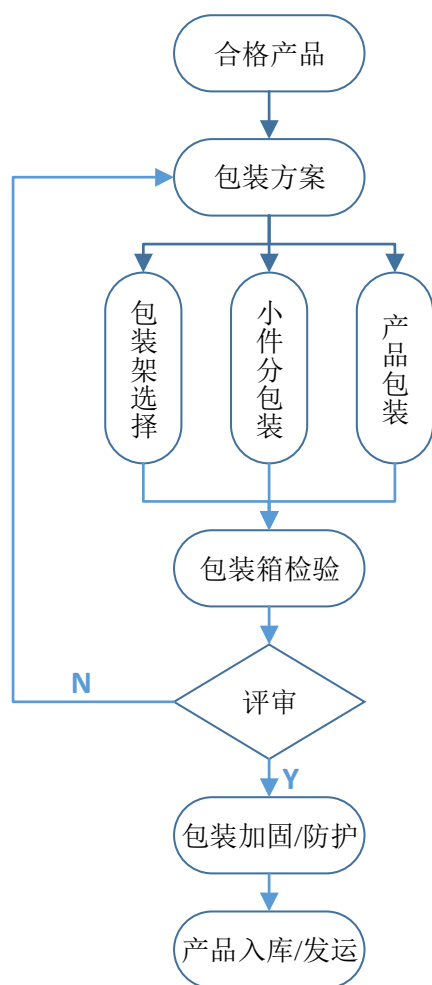 合格产品
包装方案
包装架选择
小件分包装
产品包装
包装箱检验
评审
N
Y
包装加固/防护
产品入库/发运